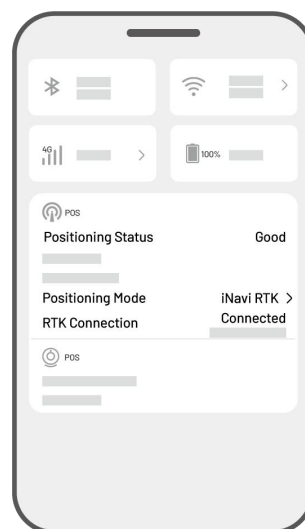 4G
100%
POS
Positioning Status Good
Positioning Mode iNavi RTK >
RTK Connection Connected
POS